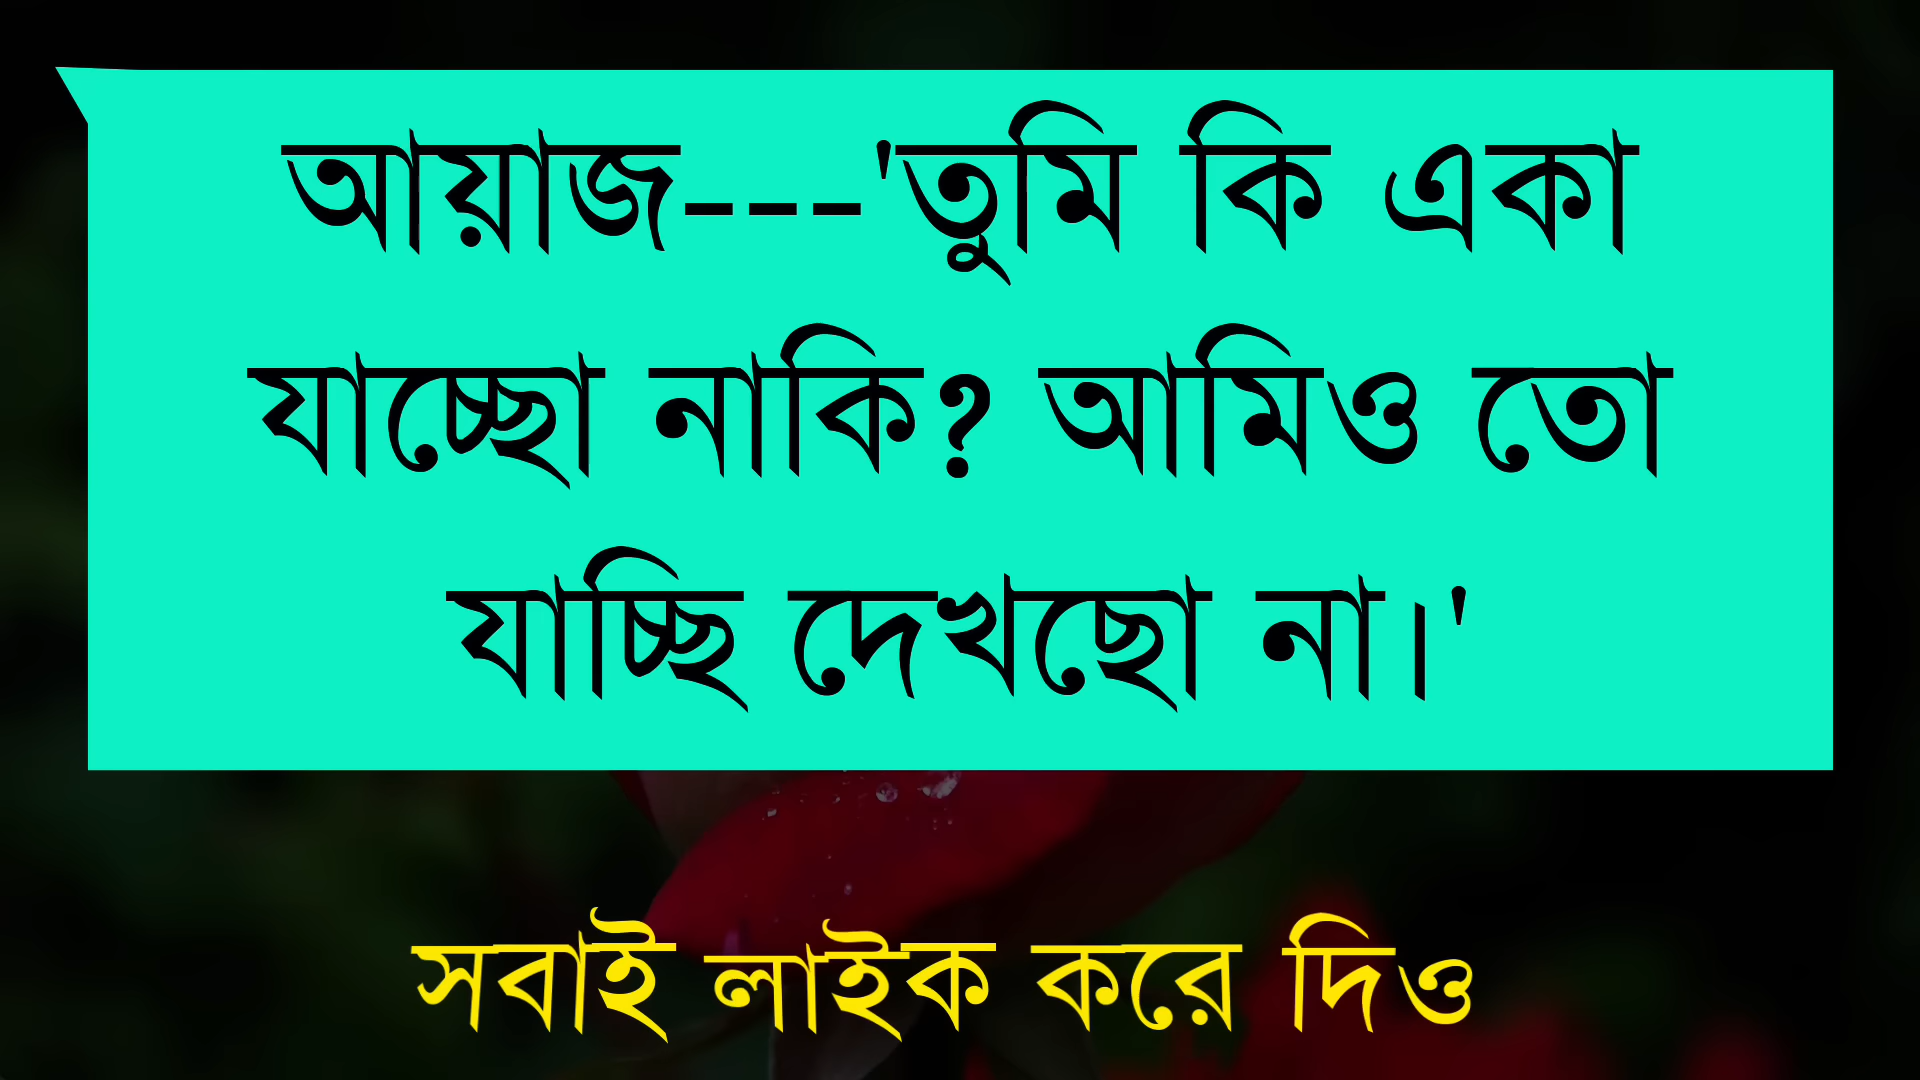 আয়াজ---'তুমি কি একা
যাচ্ছো নাকি? আমিও তো
যাচ্ছি দেখছো না।'
সবাই লাইক করে দিও